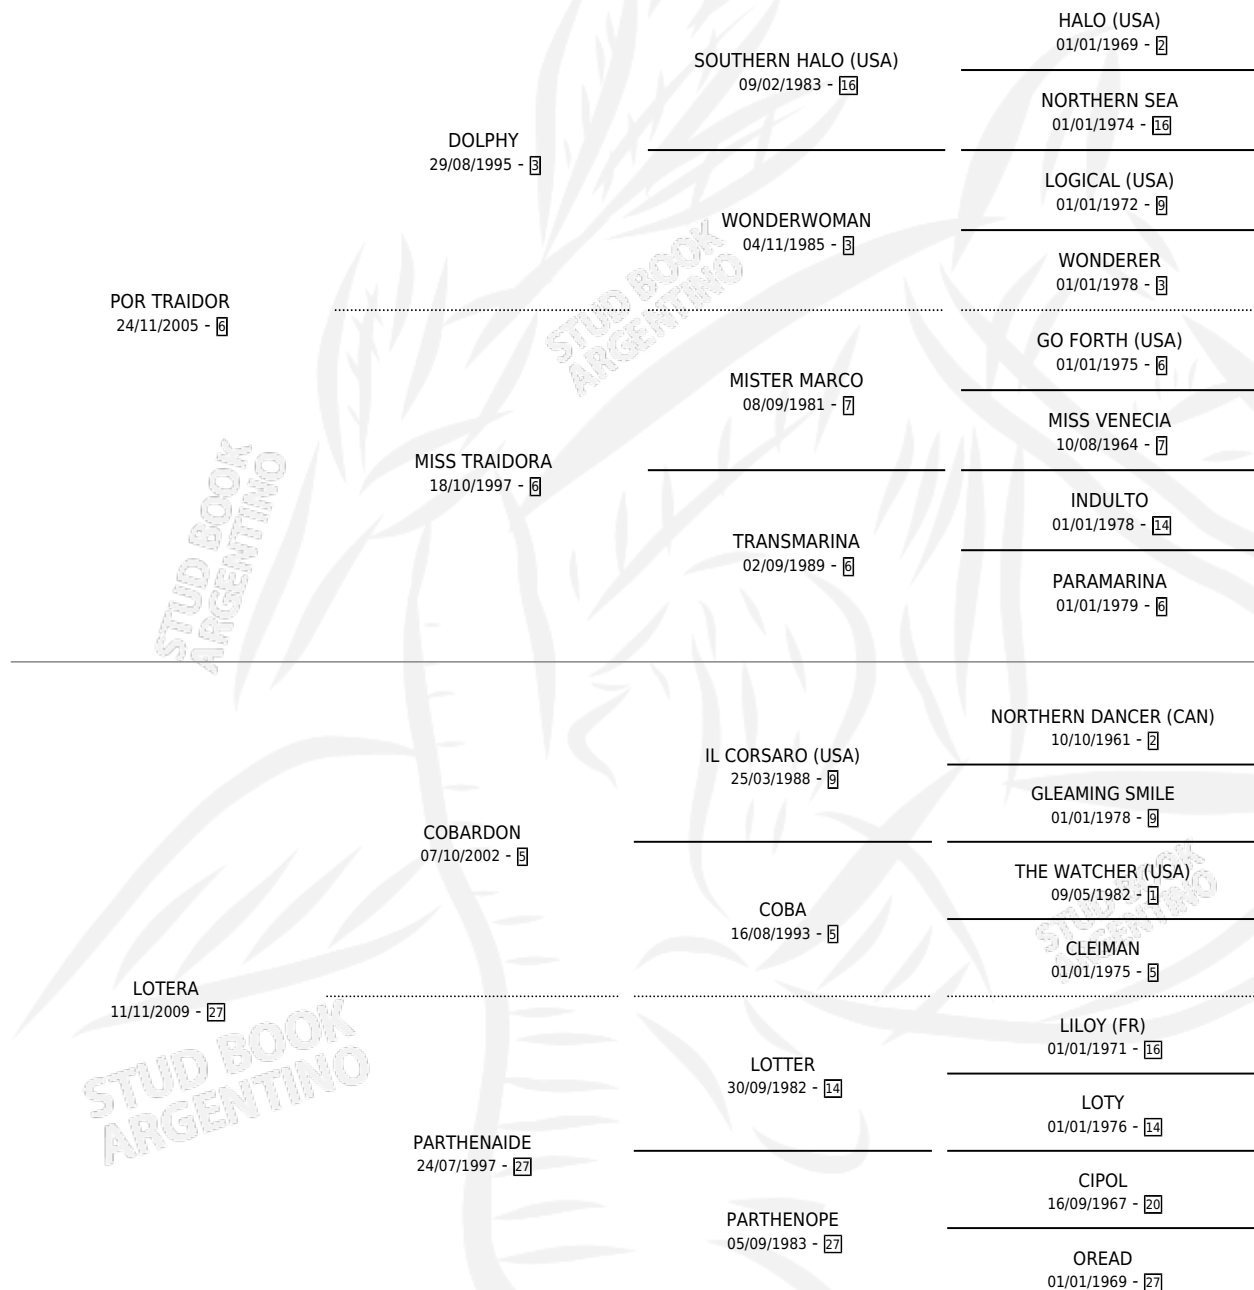 HALO (USA)
01/01/1969 - 2
SOUTHERN HALO (USA)
09/02/1983 - 16
NORTHERN SEA
01/01/1974 - 16
DOLPHY
29/08/1995 - 3
LOGICAL (USA)
01/01/1972 - 9
WONDERWOMAN
04/11/1985 - 3
WONDERER
01/01/1978 - 3
POR TRAIDOR
24/11/2005 - 6
GO FORTH (USA)
01/01/1975 - 6
MISTER MARCO
08/09/1981 - 7
MISS VENECIA
10/08/1964 - 7
MISS TRAIDORA
18/10/1997 - 6
INDULTO
01/01/1978 - 14
TRANSMARINA
02/09/1989 - 6
PARAMARINA
01/01/1979 - 6
STUD BOOK
ARGENTINO
STUD BOOK
ARGENTINO
NORTHERN DANCER (CAN)
10/10/1961 - 2
IL CORSARO (USA)
25/03/1988 - 9
GLEAMING SMILE
01/01/1978 - 9
COBARDON
07/10/2002 - 5
THE WATCHER (USA)
09/05/1982 - 1
COBA
16/08/1993 - 5
CLEIMAN
01/01/1975 - 5
LOTERA
11/11/2009 - 27
LILOY (FR)
01/01/1971 - 16
LOTTER
30/09/1982 - 14
LOTY
01/01/1976 - 14
PARTHENAIDE
24/07/1997 - 27
CIPOL
16/09/1967 - 20
PARTHENOPE
05/09/1983 - 27
OREAD
01/01/1969 - 27
STUD BOOK
ARGENTINO
STUD BOOK
ARGENTINO